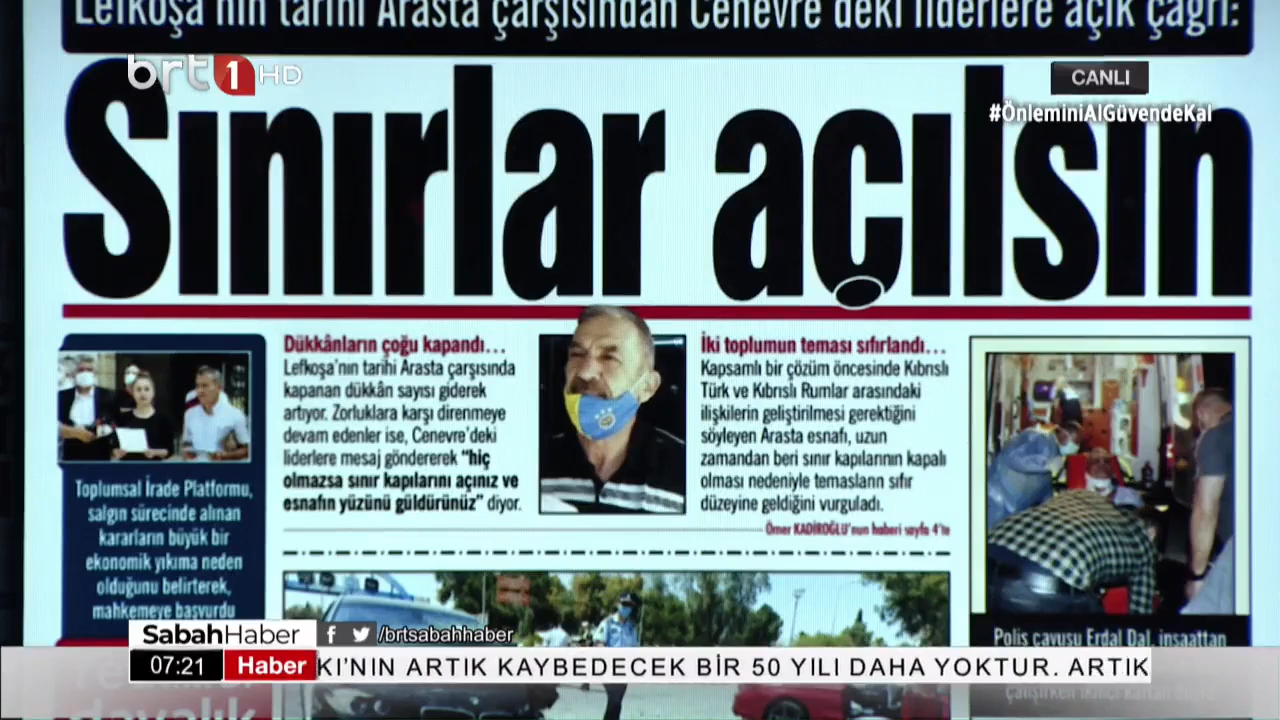 Lefkoşa'nın tarihi Arasta çarşısından Cenevre'deki liderlere açık çağrı:
brt 1 HD
CANLI
#ÖnleminiAlGüvendeKal
Sınırlar açılsın
Toplumsal İrade Platformu,
salgın sürecinde alınan
kararların büyük bir
ekonomik yıkıma neden
olduğunu belirterek,
mahkemeye başvurdu
Dükkânların çoğu kapandı...
Lefkoşa'nın tarihi Arasta çarşısında
kapanan dükkân sayısı giderek
artıyor. Zorluklara karşı direnmeye
devam edenler ise, Cenevre'deki
liderlere mesaj göndererek “hiç
olmazsa sınır kapılarını açınız ve
esnafın yüzünü güldürünüz” diyor.
İki toplumun teması sıfırlandı...
Kapsamlı bir çözüm öncesinde Kıbrıslı
Türk ve Kıbrıslı Rumlar arasındaki
ilişkilerin geliştirilmesi gerektiğini
söyleyen Arasta esnafı, uzun
zamandan beri sınır kapılarının kapalı
olması nedeniyle temasların sıfır
düzeyine geldiğini vurguladı.
Ömer KADİROĞLU'nun haberi sayfa 4'te
Polis çavuşu Erdal Dal, inşaattan
SabahHaber
/brtsabahhaber
07:21 Haber
KI'NIN ARTIK KAYBEDECEK BİR 50 YILI DAHA YOKTUR. ARTIK